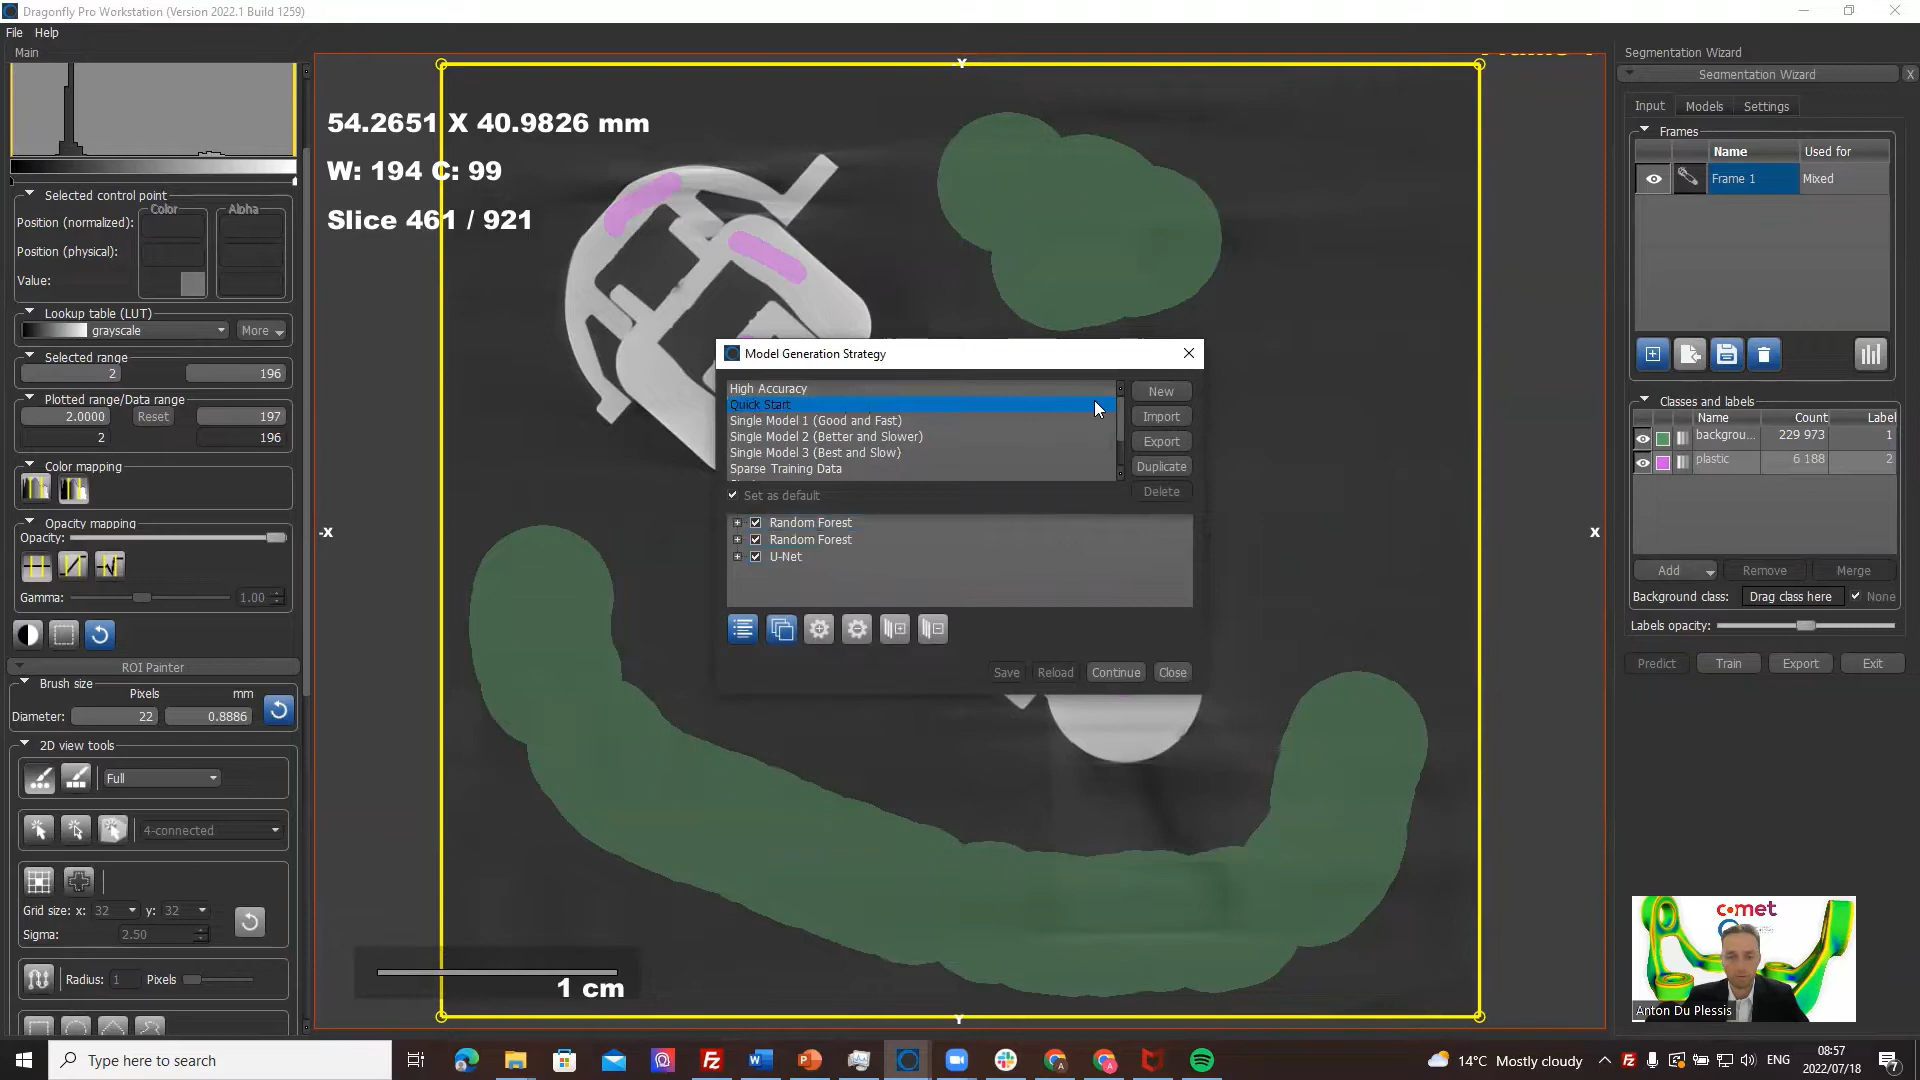 Dragonfly Pro Workstation (Version 2022.1 Build 1259)
File Help
Main
Selected control point
Color Alpha
Position (normalized):
Position (physical):
Value:
Lookup table (LUT)
grayscale More
Selected range
2 196
Plotted range/Data range
2.0000 Reset 197
2 196
Color mapping
Opacity mapping
Opacity:
Gamma: 1.00
ROI Painter
Brush size
Pixels mm
Diameter: 22 0.8886
2D view tools
Full
4-connected
Grid size: x: 32 y: 32
Sigma: 2.50
Radius: 1 Pixels
54.2651 X 40.9826 mm
W: 194 C: 99
Slice 461 / 921
Y
-X
X
Y
1 cm
Model Generation Strategy
High Accuracy
Quick Start
Single Model 1 (Good and Fast)
Single Model 2 (Better and Slower)
Single Model 3 (Best and Slow)
Sparse Training Data
New
Import
Export
Duplicate
Delete
Set as default
Random Forest
Random Forest
U-Net
Save Reload Continue Close
Segmentation Wizard
Segmentation Wizard X
Input Models Settings
Frames
Name Used for
Frame 1 Mixed
Classes and labels
Name Count Label
backgrou... 229 973 1
plastic 6 188 2
Add Remove Merge
Background class: Drag class here None
Labels opacity:
Predict Train Export Exit
comet
Anton Du Plessis
Type here to search
14°C Mostly cloudy
ENG
08:57
2022/07/18
7